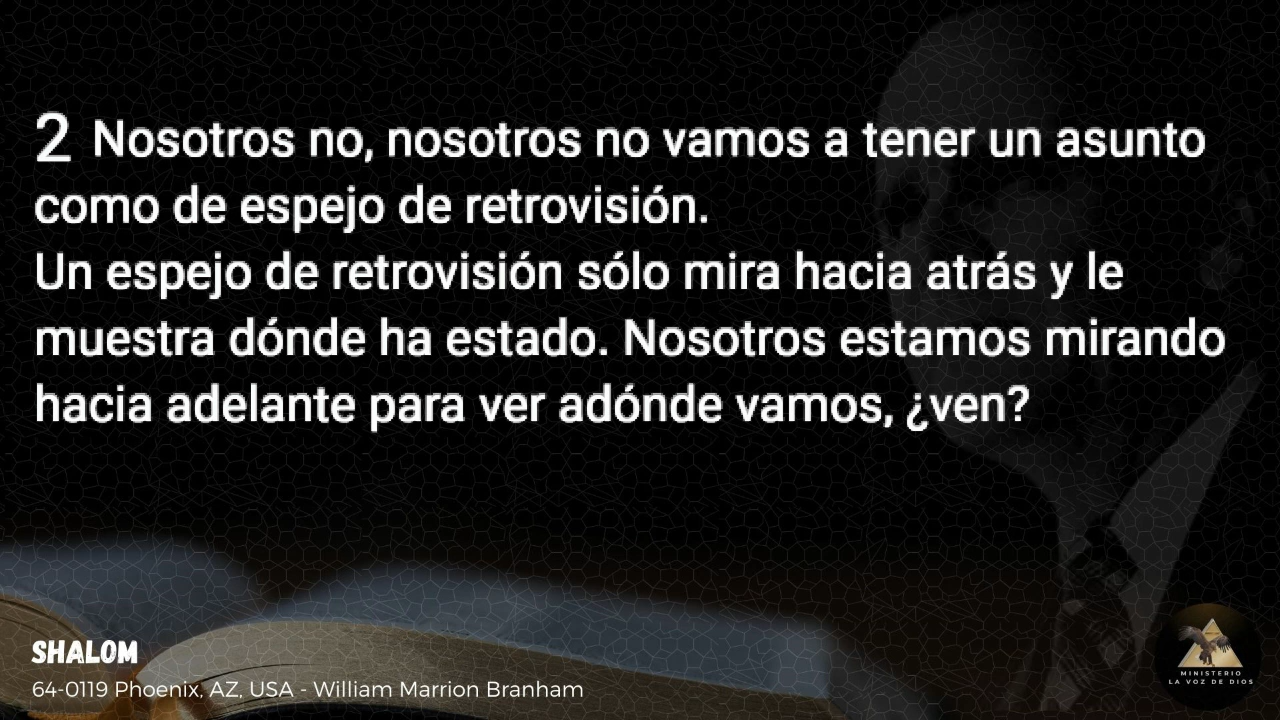 2 Nosotros no, nosotros no vamos a tener un asunto
como de espejo de retrovisión.
Un espejo de retrovisión sólo mira hacia atrás y le
muestra dónde ha estado. Nosotros estamos mirando
hacia adelante para ver adónde vamos, ¿ven?
SHALOM
64-0119 Phoenix, AZ, USA - William Marrion Branham
MINISTERIO
LA VOZ DE DIOS